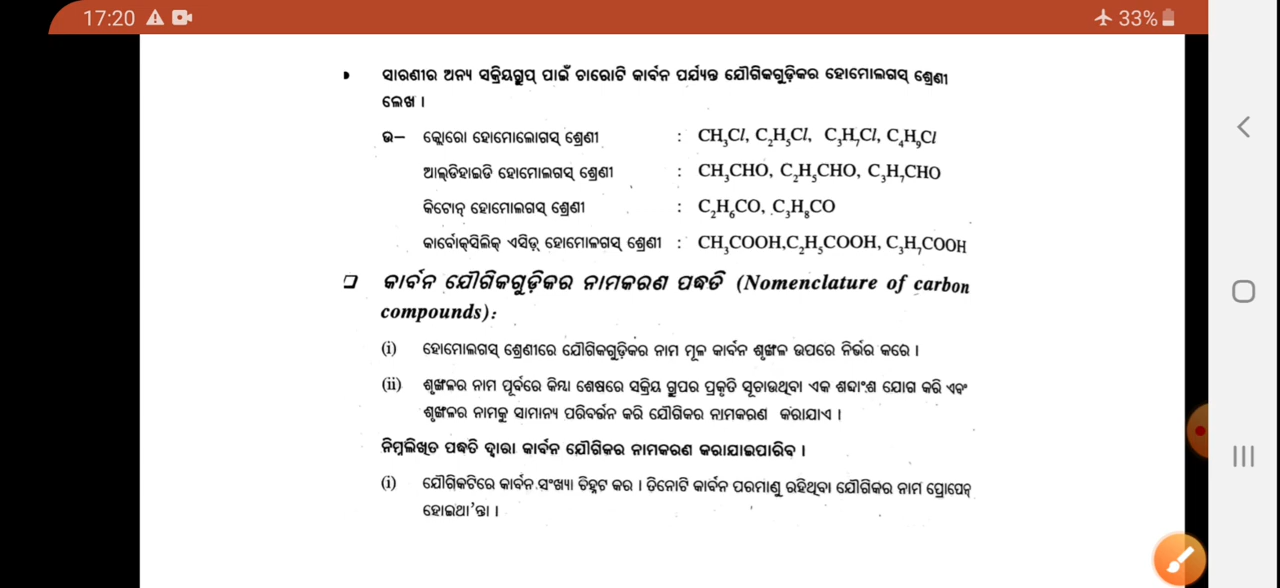 17:20
33%
ସାରଣୀର ଅନ୍ୟ ସକ୍ରିୟଗ୍ରୁପ୍ ପାଇଁ ଚାରୋଟି କାର୍ବନ ପର୍ଯ୍ୟନ୍ତ ଯୌଗିକଗୁଡ଼ିକର ହୋମୋଲଗସ୍ ଶ୍ରେଣୀ
ଲେଖ ।
ଉ– କ୍ଲୋରୋ ହୋମୋଲୋଗସ୍ ଶ୍ରେଣୀ : CH₃Cl, C₂H₅Cl, C₃H₇Cl, C₄H₉Cl
ଆଲ୍‌ଡିହାଇଡି ହୋମୋଲଗସ୍ ଶ୍ରେଣୀ : CH₃CHO, C₂H₅CHO, C₃H₇CHO
କିଟୋନ୍ ହୋମୋଲଗସ୍ ଶ୍ରେଣୀ : C₂H₆CO, C₃H₈CO
କାର୍ବୋକ୍‌ସିଲିକ୍ ଏସିଡ୍ ହୋମୋଳଗସ୍ ଶ୍ରେଣୀ : CH₃COOH,C₂H₅COOH, C₃H₇COOH
❑ କାର୍ବନ ଯୌଗିକଗୁଡ଼ିକର ନାମକରଣ ପଦ୍ଧତି (Nomenclature of carbon
compounds):
(i) ହୋମୋଲଗସ୍ ଶ୍ରେଣୀରେ ଯୌଗିକଗୁଡ଼ିକର ନାମ ମୂଳ କାର୍ବନ ଶୃଙ୍ଖଳ ଉପରେ ନିର୍ଭର କରେ ।
(ii) ଶୃଙ୍ଖଳର ନାମ ପୂର୍ବରେ କିମ୍ବା ଶେଷରେ ସକ୍ରିୟ ଗ୍ରୁପର ପ୍ରକୃତି ସୂଚାଉଥିବା ଏକ ଶବ୍ଦାଂଶ ଯୋଗ କରି ଏବଂ
ଶୃଙ୍ଖଳର ନାମକୁ ସାମାନ୍ୟ ପରିବର୍ତ୍ତନ କରି ଯୌଗିକର ନାମକରଣ କରାଯାଏ ।
ନିମ୍ନଲିଖିତ ପଦ୍ଧତି ଦ୍ୱାରା କାର୍ବନ ଯୌଗିକର ନାମକରଣ କରାଯାଇପାରିବ ।
(i) ଯୌଗିକଟିରେ କାର୍ବନ ସଂଖ୍ୟା ଚିହ୍ନଟ କର । ତିନୋଟି କାର୍ବନ ପରମାଣୁ ରହିଥିବା ଯୌଗିକର ନାମ ପ୍ରୋପେନ୍
ହୋଇଥା'ନ୍ତା ।